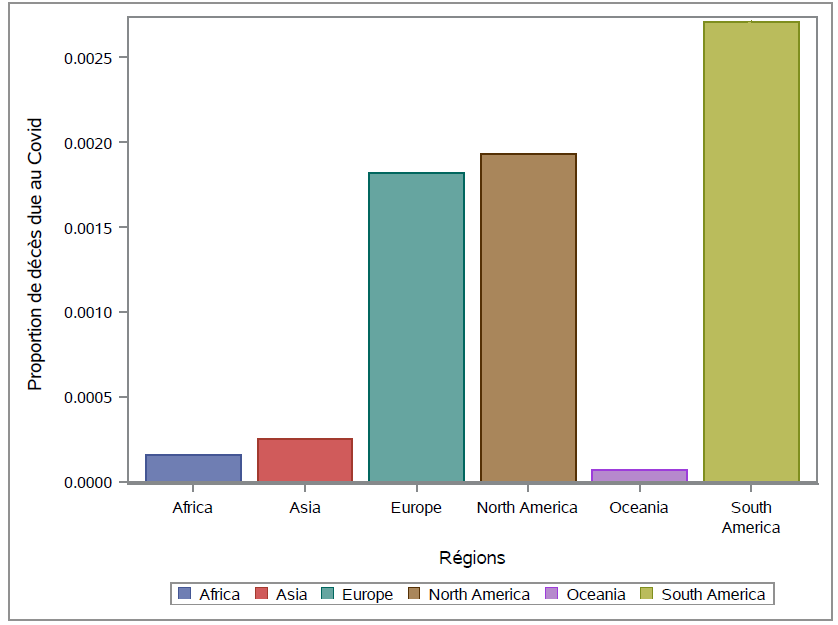 Proportion de décès due au Covid
0.0025
0.0020
0.0015
0.0010
0.0005
0.0000
Africa
Asia
Europe
North America
Oceania
South
America
Régions
Africa Asia Europe North America Oceania South America